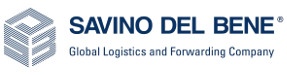 SAVINO DEL BENE®
Global Logistics and Forwarding Company